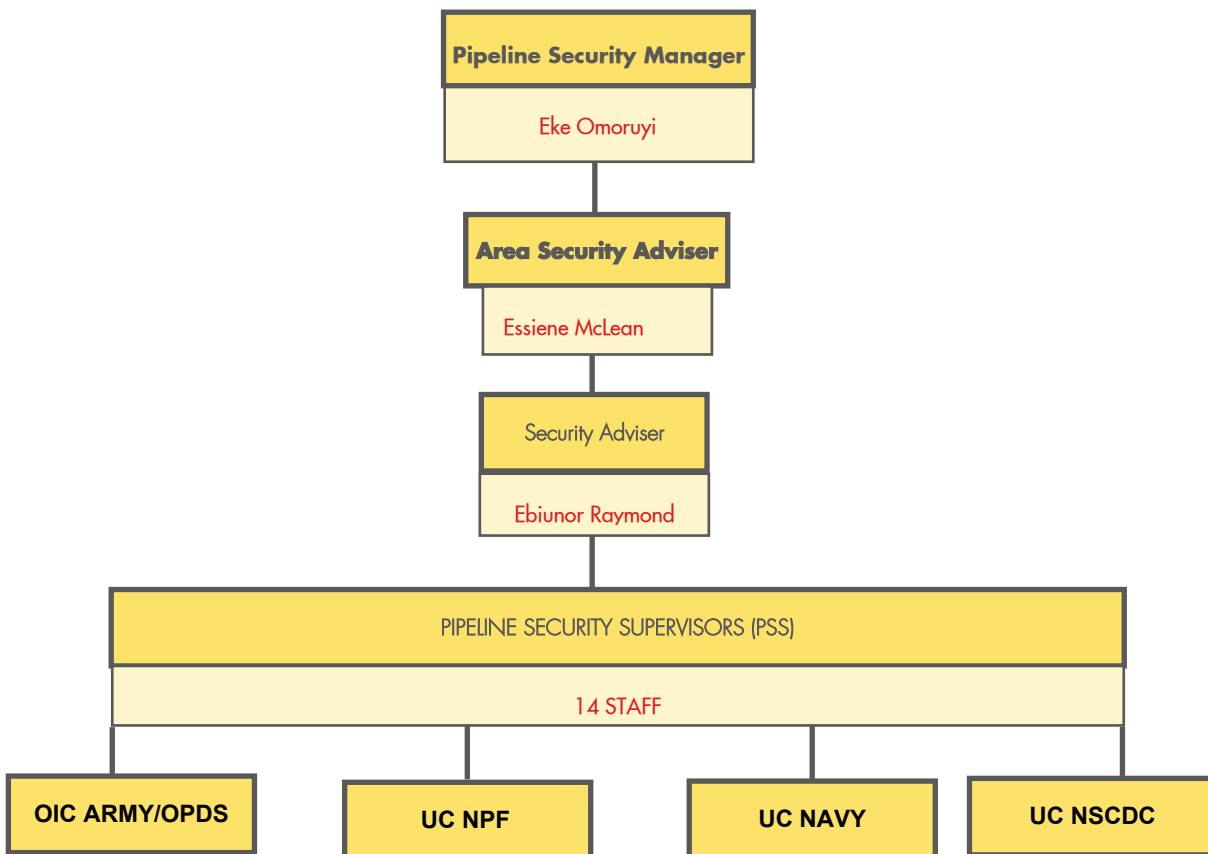 Pipeline Security Manager
Eke Omoruyi
Area Security Adviser
Essiene McLean
Security Adviser
Ebiunor Raymond
PIPELINE SECURITY SUPERVISORS (PSS)
14 STAFF
OIC ARMY/OPDS
UC NPF
UC NAVY
UC NSCDC